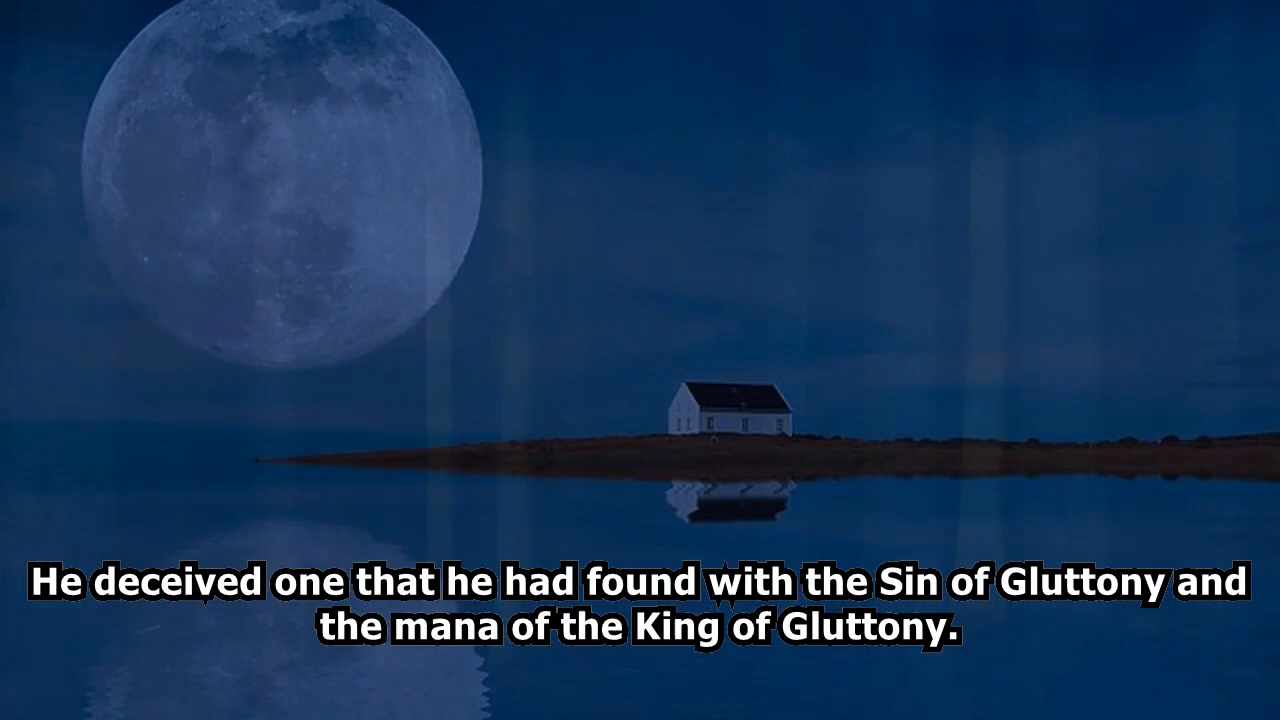 He deceived one that he had found with the Sin of Gluttony and
the mana of the King of Gluttony.